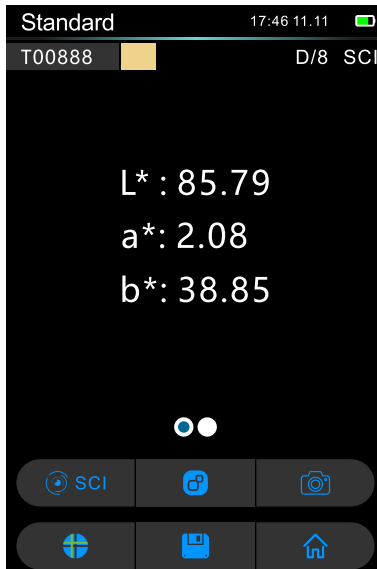 Standard 17:46 11.11
T00888 D/8 SCI
L* : 85.79
a*: 2.08
b*: 38.85
SCI